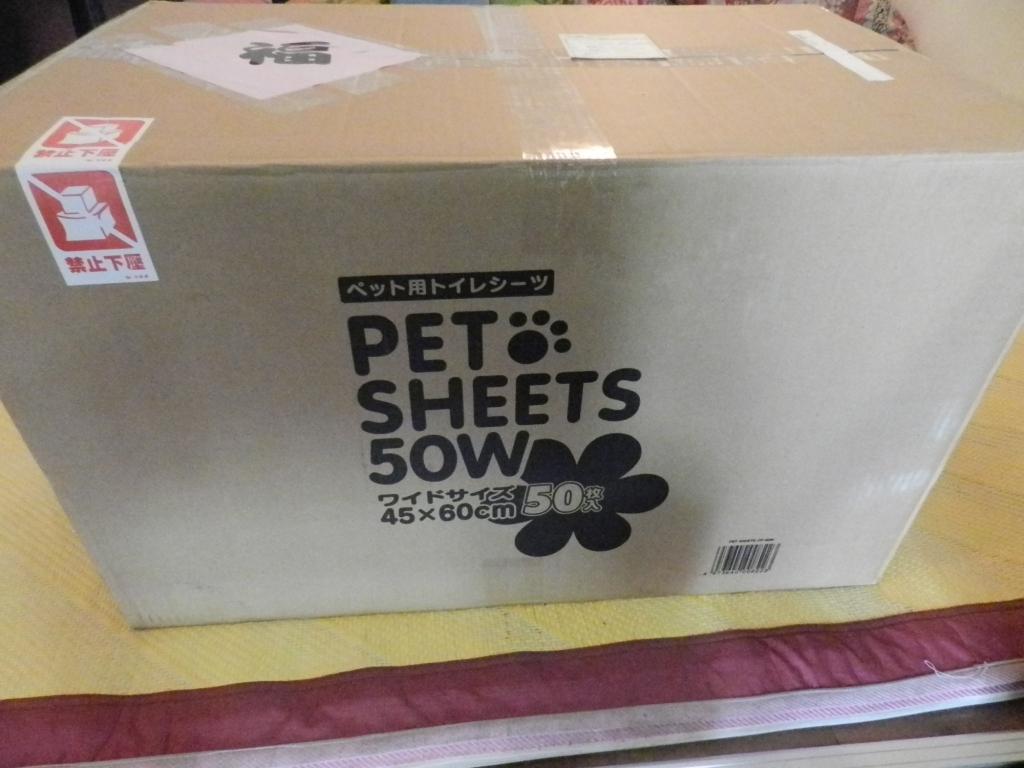 福
禁止下壓
禁止下壓
ペット用トイレシーツ
PET
SHEETS
50W
ワイドサイズ
45×60cm
50枚入